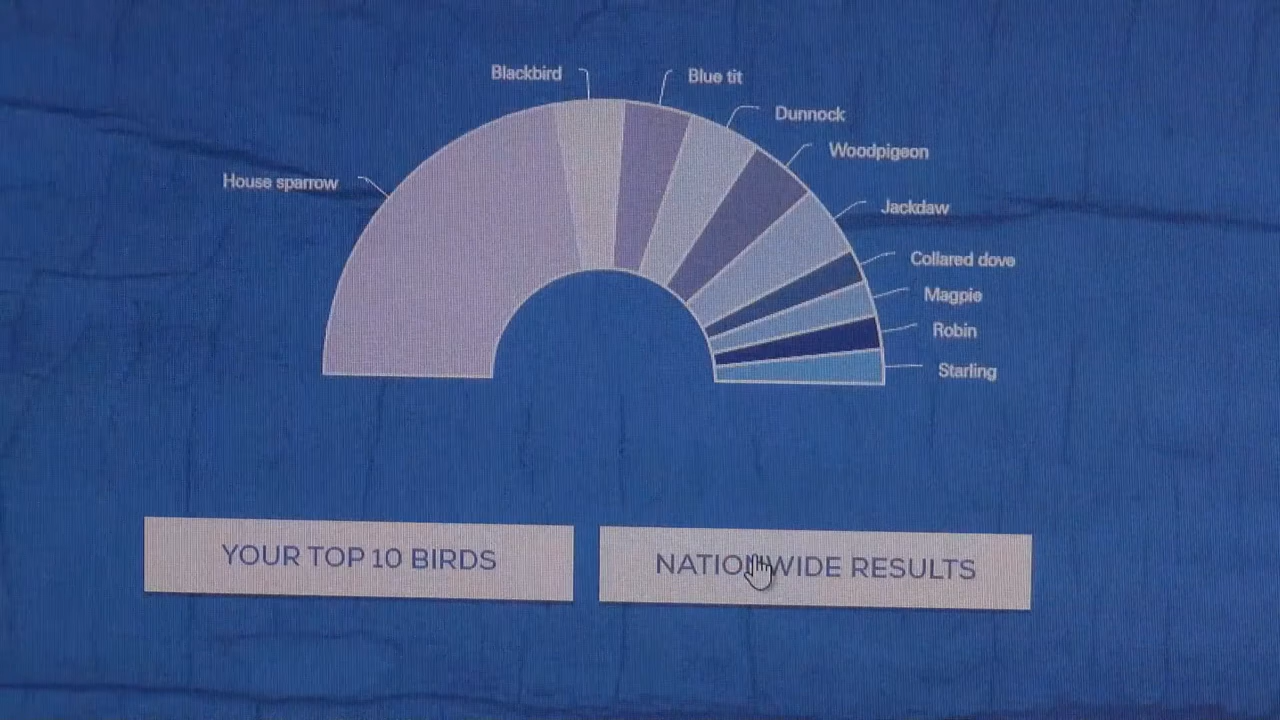 Blackbird
Blue tit
Dunnock
Woodpigeon
House sparrow
Jackdaw
Collared dove
Magpie
Robin
Starling
YOUR TOP 10 BIRDS
NATIONWIDE RESULTS